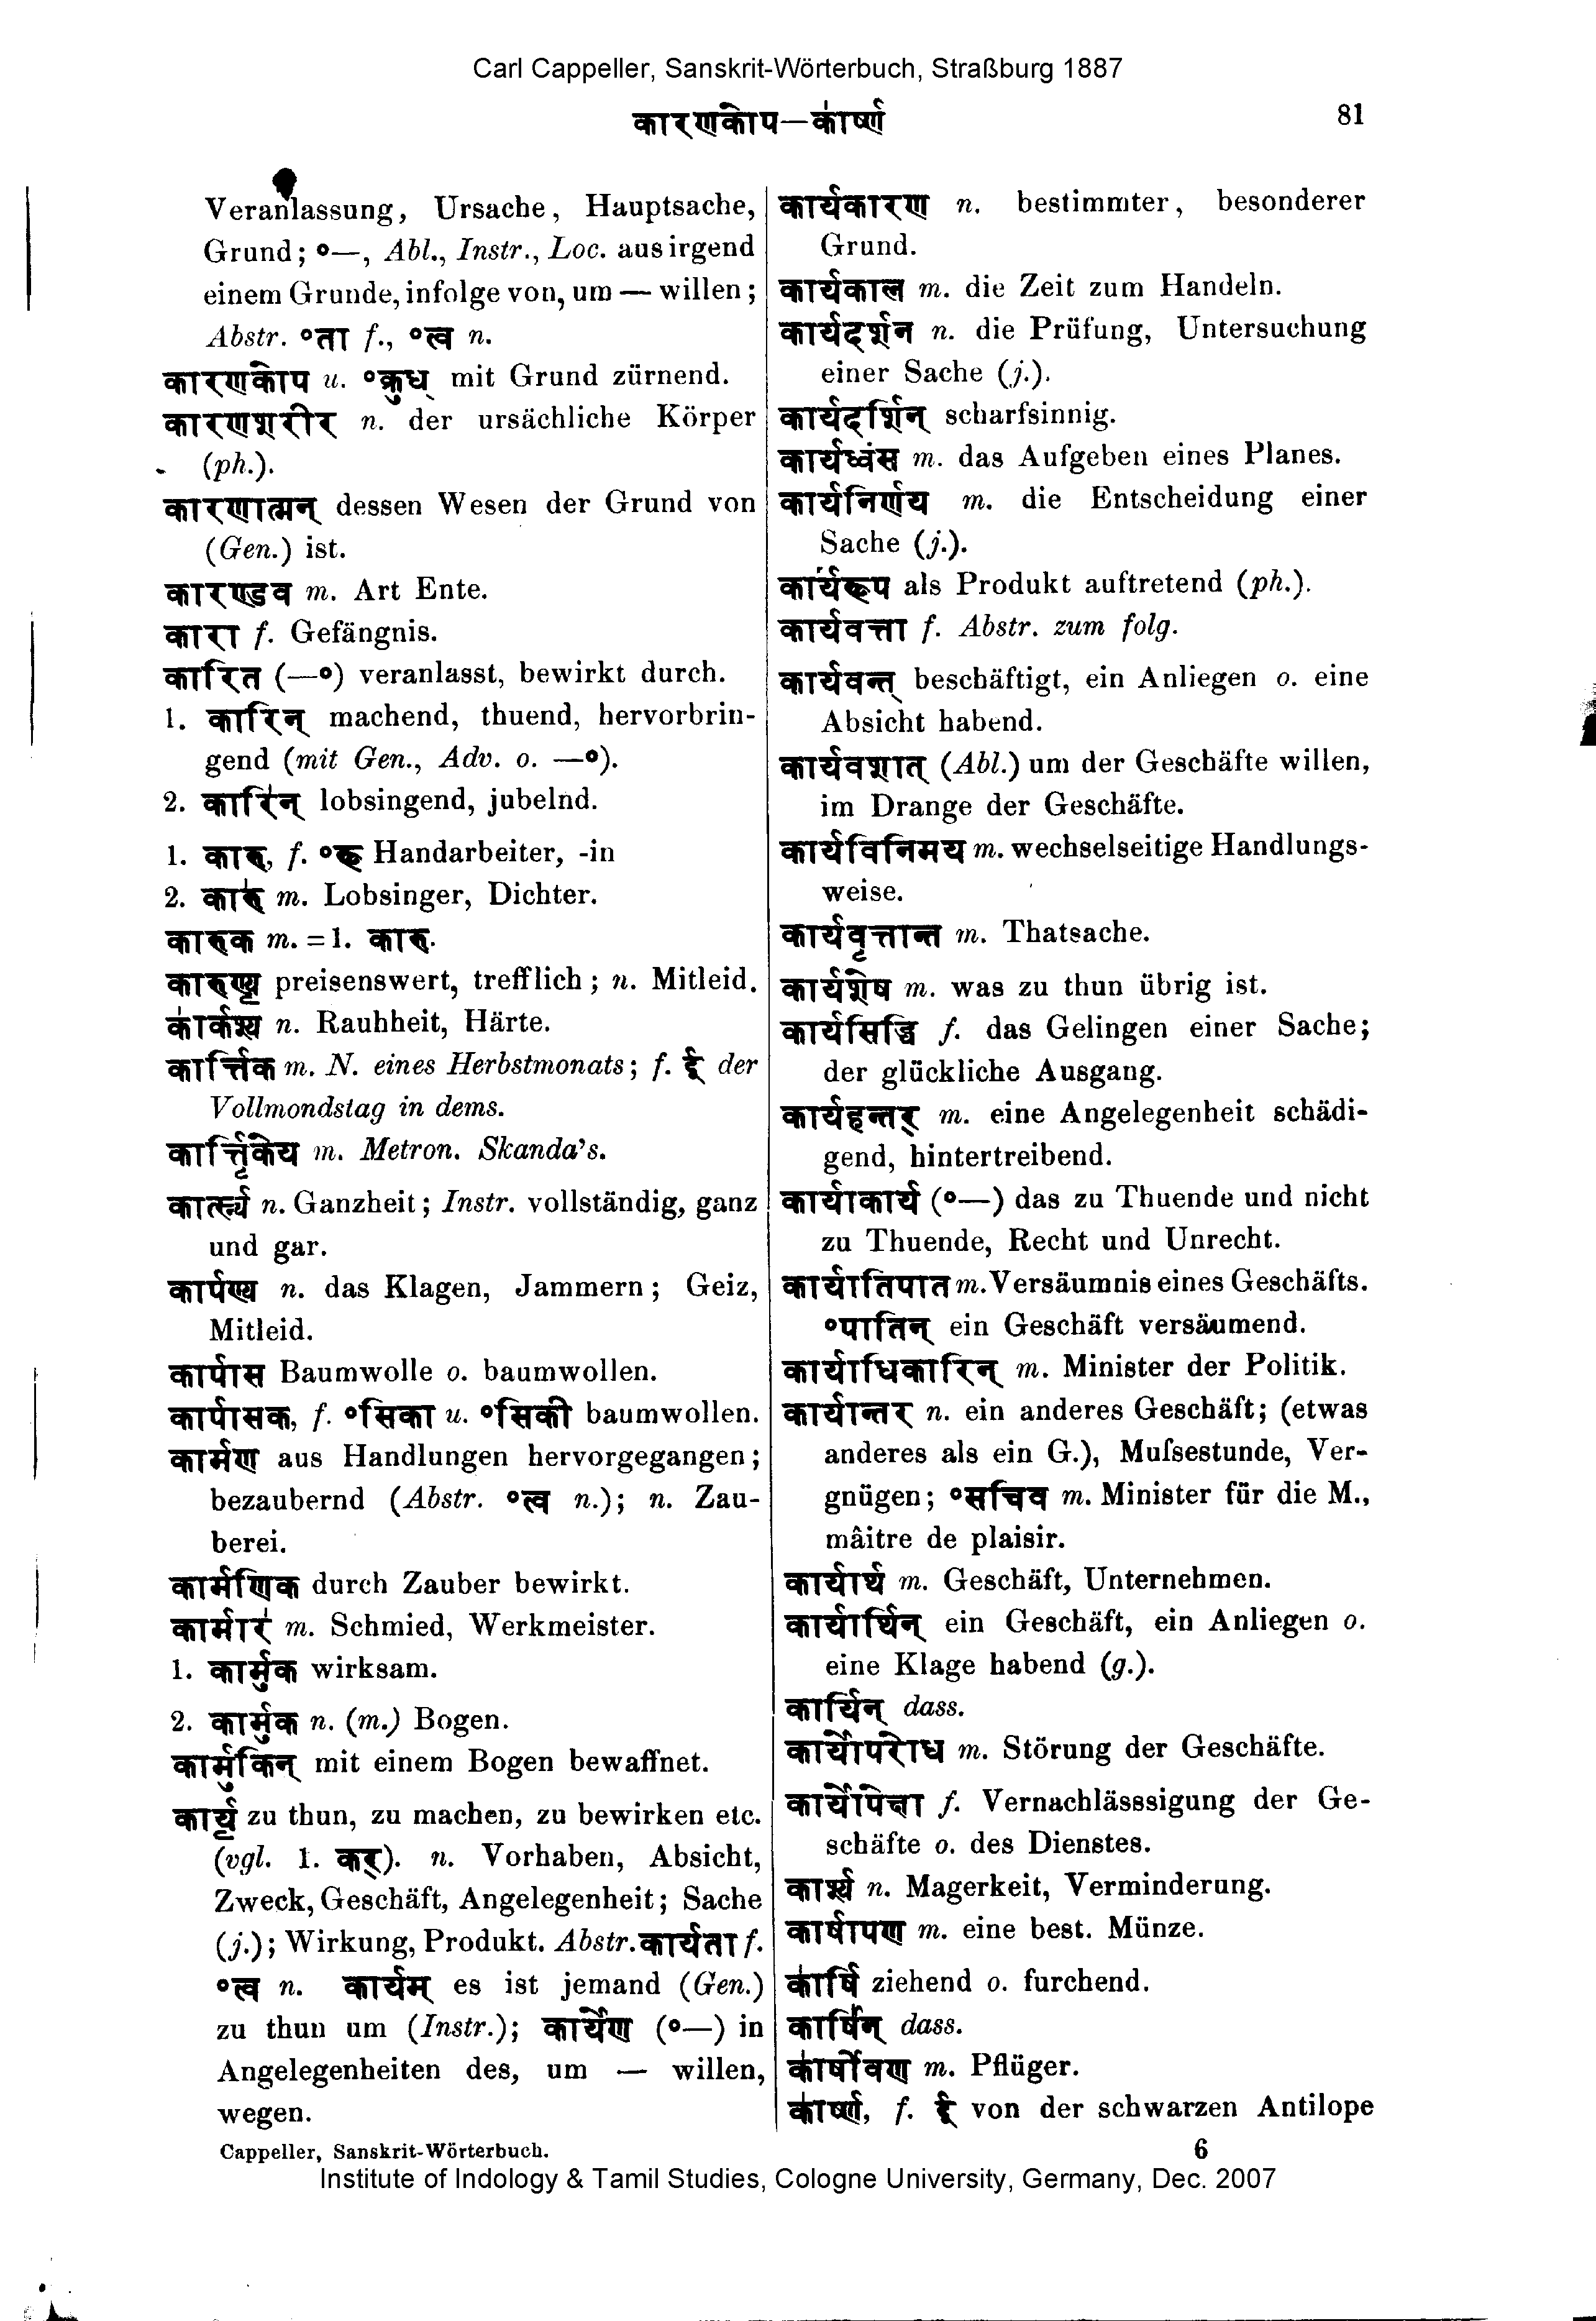 Carl Cappeller, Sanskrit-Wörterbuch, Straßburg 1887
कारणकोप—कार्ष्ण
81
Veranlassung, Ursache, Hauptsache,
Grund; °—, Abl., Instr., Loc. aus irgend
einem Grunde, infolge von, um — willen;
Abstr. °ता f., °त्व n.
कारणकोप u. °क्रुध् mit Grund zürnend.
कारणशरीर n. der ursächliche Körper
(ph.).
कारणात्मन् dessen Wesen der Grund von
(Gen.) ist.
कारण्डव m. Art Ente.
कारा f. Gefängnis.
कारित (—°) veranlasst, bewirkt durch.
1. कारिन् machend, thuend, hervorbrin-
gend (mit Gen., Adv. o. —°).
2. कारि॑न् lobsingend, jubelnd.
1. कारु, f. °रू Handarbeiter, -in
2. कारु॑ m. Lobsinger, Dichter.
कारुक m. = 1. कारु.
कारुण्य preisenswert, trefflich; n. Mitleid.
का॑र्कश्य n. Rauhheit, Härte.
कार्त्तिक m. N. eines Herbstmonats; f. ई der
Vollmondstag in dems.
कार्त्तिकेय m. Metron. Skanda's.
कार्त्स्न्य n. Ganzheit; Instr. vollständig, ganz
und gar.
कार्पण्य n. das Klagen, Jammern; Geiz,
Mitleid.
कार्पास Baumwolle o. baumwollen.
कार्पासक, f. °सिका u. °सिकी baumwollen.
कार्मण aus Handlungen hervorgegangen;
bezaubernd (Abstr. °त्व n.); n. Zau-
berei.
कार्मणिक durch Zauber bewirkt.
कार्मार॑ m. Schmied, Werkmeister.
1. कार्मुक wirksam.
2. कार्मुक n. (m.) Bogen.
कार्मुकिन् mit einem Bogen bewaffnet.
कार्य zu thun, zu machen, zu bewirken etc.
(vgl. 1. कर्). n. Vorhaben, Absicht,
Zweck, Geschäft, Angelegenheit; Sache
(j.); Wirkung, Produkt. Abstr. कार्यता f.
°त्व n. कार्यम् es ist jemand (Gen.)
zu thun um (Instr.); कार्येण (°—) in
Angelegenheiten des, um — willen,
wegen.
कार्यकारण n. bestimmter, besonderer
Grund.
कार्यकाल m. die Zeit zum Handeln.
कार्यदर्शन n. die Prüfung, Untersuchung
einer Sache (j.).
कार्यदर्शिन् scharfsinnig.
कार्यध्वंस m. das Aufgeben eines Planes.
कार्यनिर्णय m. die Entscheidung einer
Sache (j.).
कार्यरूप als Produkt auftretend (ph.).
कार्यवत्ता f. Abstr. zum folg.
कार्यवन्त् beschäftigt, ein Anliegen o. eine
Absicht habend.
कार्यवशात् (Abl.) um der Geschäfte willen,
im Drange der Geschäfte.
कार्यविनिमय m. wechselseitige Handlungs-
weise.
कार्यवृत्तान्त m. Thatsache.
कार्यशेष m. was zu thun übrig ist.
कार्यसिद्धि f. das Gelingen einer Sache;
der glückliche Ausgang.
कार्यहन्तर् m. eine Angelegenheit schädi-
gend, hintertreibend.
कार्याकार्य (°—) das zu Thuende und nicht
zu Thuende, Recht und Unrecht.
कार्यातिपात m. Versäumnis eines Geschäfts.
°पातिन् ein Geschäft versäumend.
कार्याधिकारिन् m. Minister der Politik.
कार्यान्तर n. ein anderes Geschäft; (etwas
anderes als ein G.), Muſsestunde, Ver-
gnügen; °सचिव m. Minister für die M.,
mâitre de plaisir.
कार्यार्थ m. Geschäft, Unternehmen.
कार्यार्थिन् ein Geschäft, ein Anliegen o.
eine Klage habend (g.).
कार्यिन् dass.
कार्योपरोध m. Störung der Geschäfte.
कार्योपेक्षा f. Vernachlässsigung der Ge-
schäfte o. des Dienstes.
कार्श्य n. Magerkeit, Verminderung.
कार्षापण m. eine best. Münze.
का॑र्षि ziehend o. furchend.
कार्षि॑न् dass.
का॑र्षीवण m. Pflüger.
का॑र्ष्ण, f. ई von der schwarzen Antilope
Cappeller, Sanskrit-Wörterbuch.
6
Institute of Indology & Tamil Studies, Cologne University, Germany, Dec. 2007